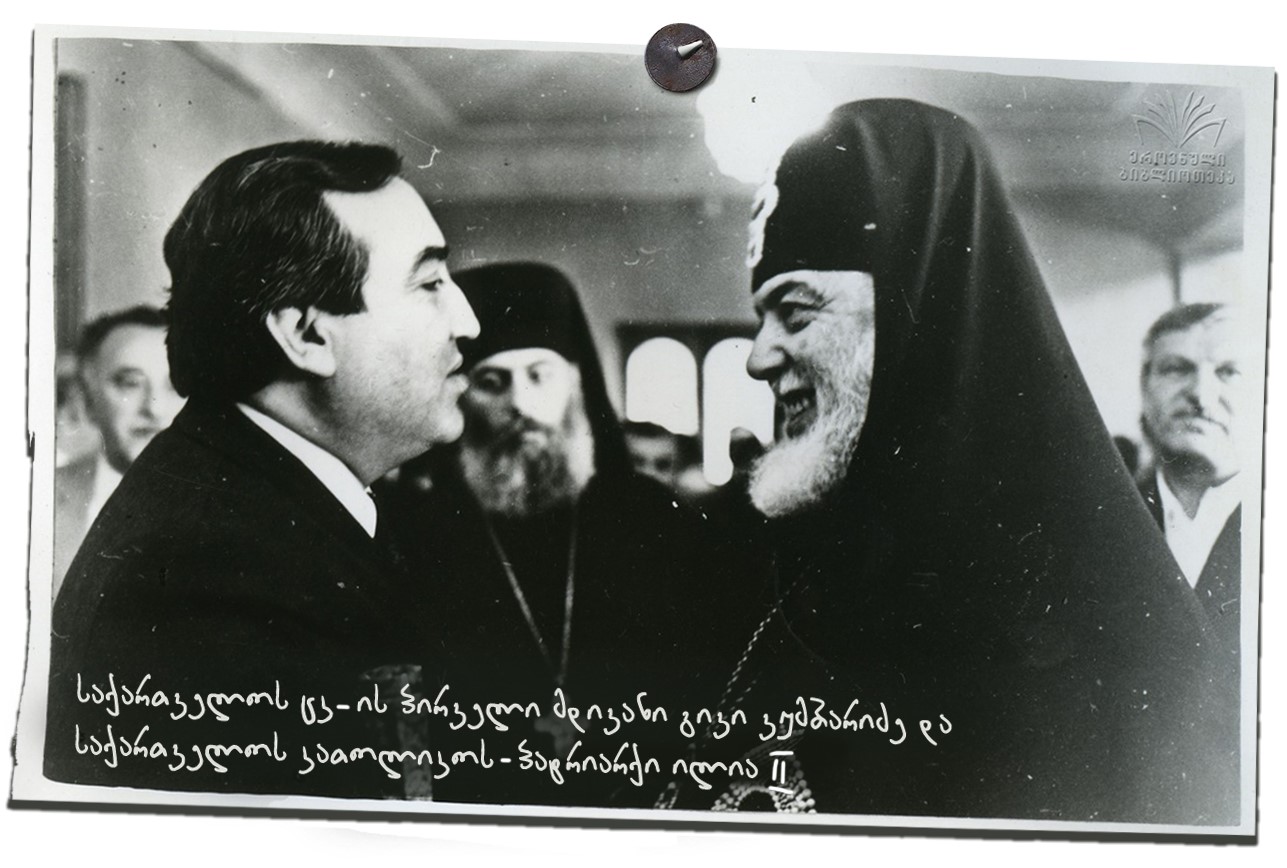 ეროვნული
ბიბლიოთეკა
საქართველოს ცკ-ის პირველი მდივანი გივი გუმბარიძე და
საქართველოს კათოლიკოს-პატრიარქი ილია II